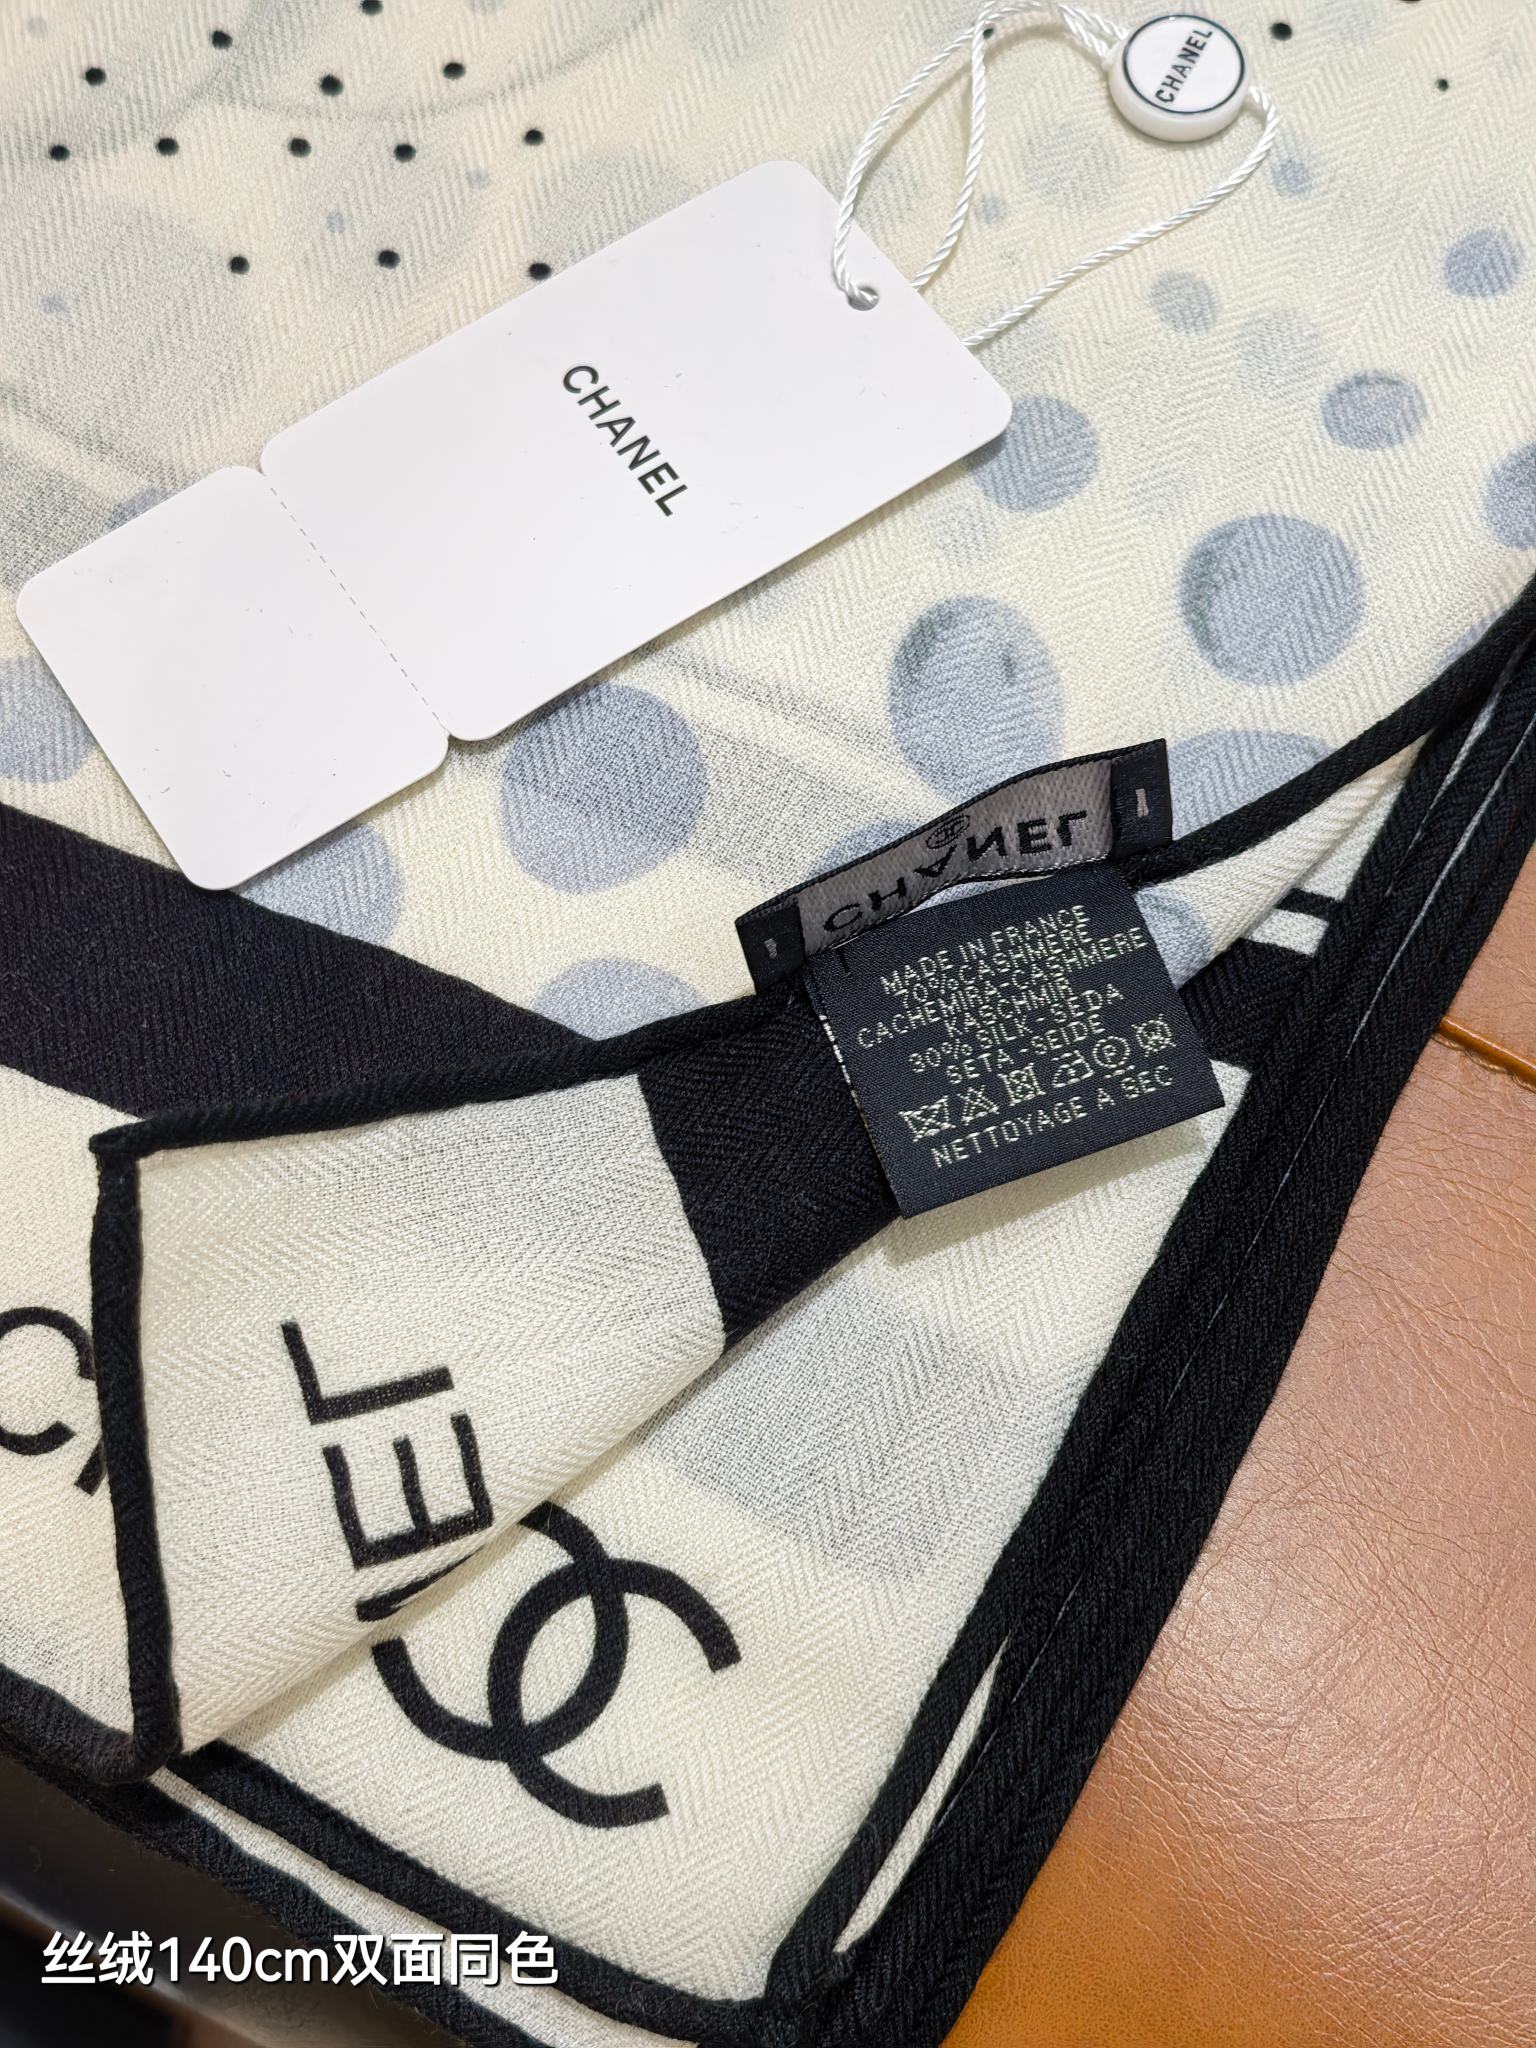 CHANEL
CHANEL
CHANEL
MADE IN FRANCE
70%CASHMERE
CACHEMIRA-CASHMERE
KASCHMIR
30% SILK-SEDA
SETA-SEIDE
NETTOYAGE A SEC
NEL
丝绒140cm双面同色